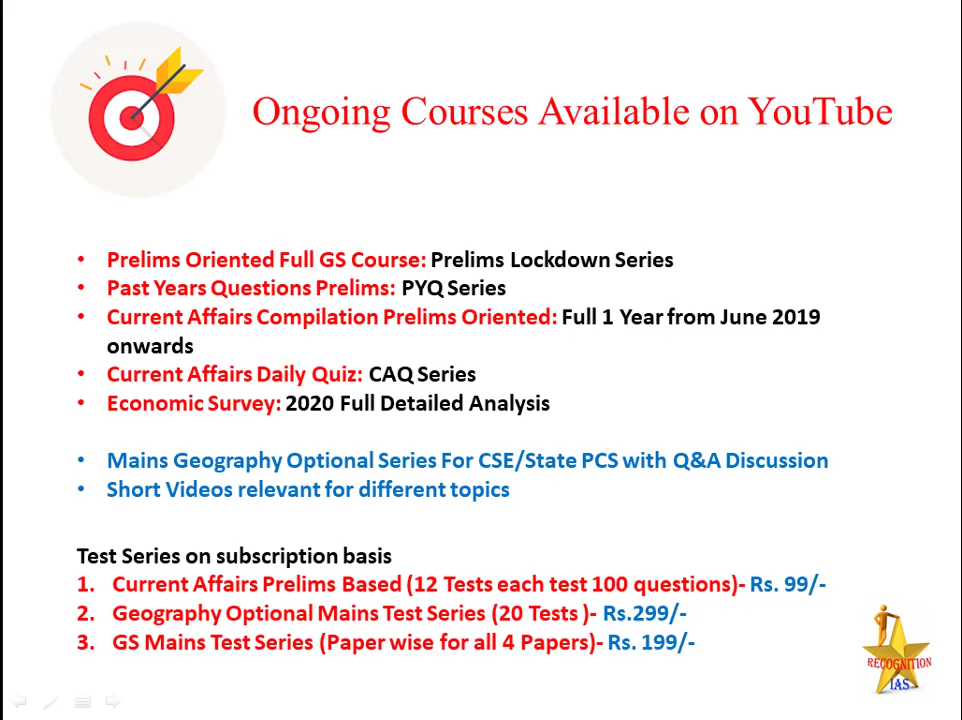 Ongoing Courses Available on YouTube
• Prelims Oriented Full GS Course: Prelims Lockdown Series
• Past Years Questions Prelims: PYQ Series
• Current Affairs Compilation Prelims Oriented: Full 1 Year from June 2019
onwards
• Current Affairs Daily Quiz: CAQ Series
• Economic Survey: 2020 Full Detailed Analysis
• Mains Geography Optional Series For CSE/State PCS with Q&A Discussion
• Short Videos relevant for different topics
Test Series on subscription basis
1. Current Affairs Prelims Based (12 Tests each test 100 questions)- Rs. 99/-
2. Geography Optional Mains Test Series (20 Tests )- Rs.299/-
3. GS Mains Test Series (Paper wise for all 4 Papers)- Rs. 199/-
RECOGNITION
IAS